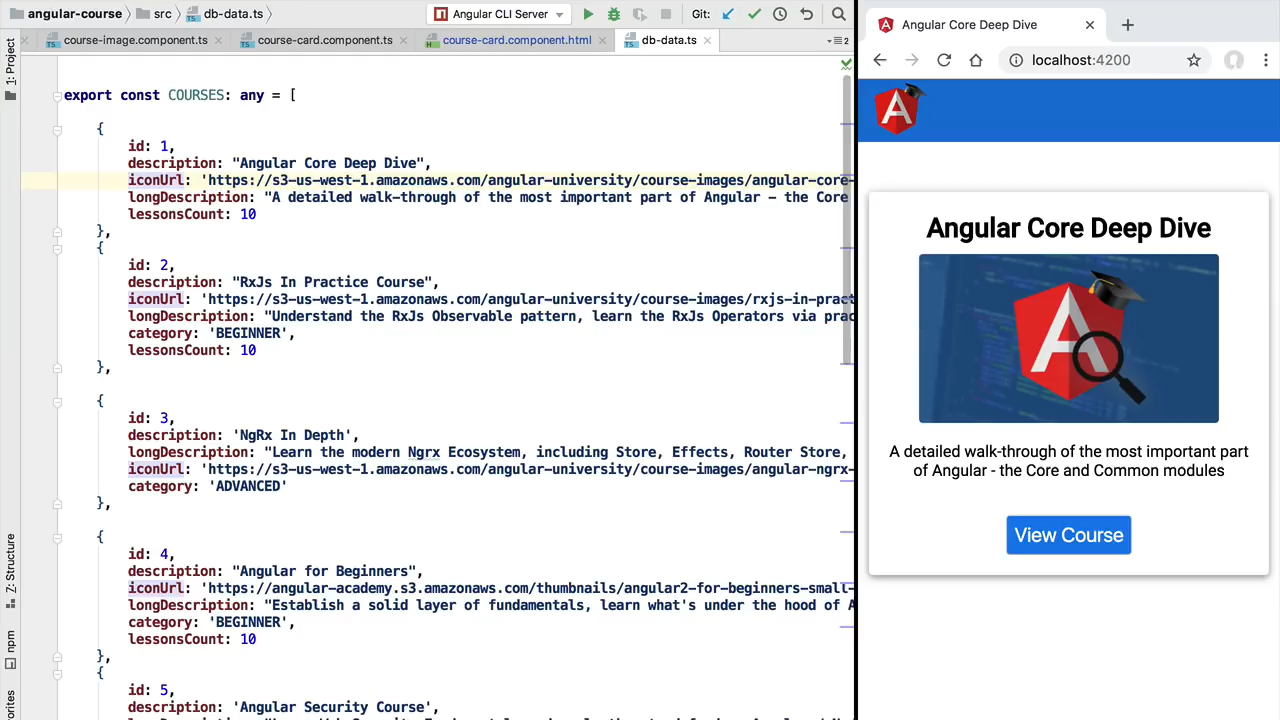 angular-course src db-data.ts Angular CLI Server Git:
course-image.component.ts course-card.component.ts course-card.component.html db-data.ts 2
1: Project
Z: Structure
npm
export const COURSES: any = [
{
id: 1,
description: "Angular Core Deep Dive",
iconUrl: 'https://s3-us-west-1.amazonaws.com/angular-university/course-images/angular-core-
longDescription: "A detailed walk-through of the most important part of Angular - the Core
lessonsCount: 10
},
{
id: 2,
description: "RxJs In Practice Course",
iconUrl: 'https://s3-us-west-1.amazonaws.com/angular-university/course-images/rxjs-in-pract
longDescription: "Understand the RxJs Observable pattern, learn the RxJs Operators via prac
category: 'BEGINNER',
lessonsCount: 10
},
{
id: 3,
description: 'NgRx In Depth',
longDescription: "Learn the modern Ngrx Ecosystem, including Store, Effects, Router Store,
iconUrl: 'https://s3-us-west-1.amazonaws.com/angular-university/course-images/angular-ngrx-
category: 'ADVANCED'
},
{
id: 4,
description: "Angular for Beginners",
iconUrl: 'https://angular-academy.s3.amazonaws.com/thumbnails/angular2-for-beginners-small-
longDescription: "Establish a solid layer of fundamentals, learn what's under the hood of A
category: 'BEGINNER',
lessonsCount: 10
},
{
id: 5,
description: 'Angular Security Course',
Angular Core Deep Dive
localhost:4200
Angular Core Deep Dive
A detailed walk-through of the most important part
of Angular - the Core and Common modules
View Course